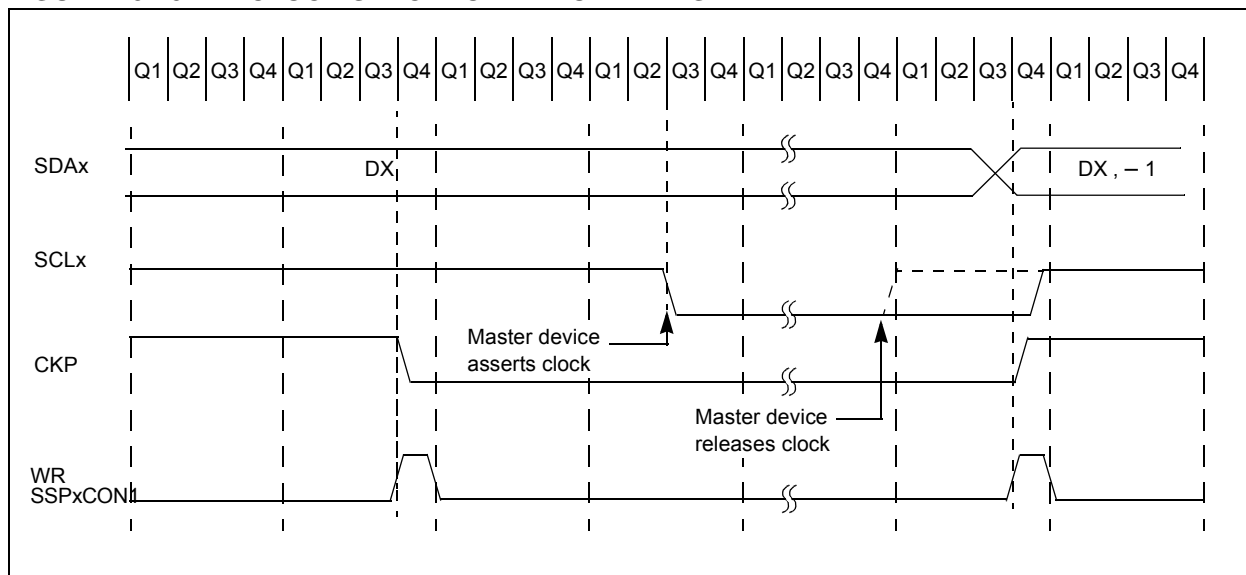 Q1 Q2 Q3 Q4 Q1 Q2 Q3 Q4 Q1 Q2 Q3 Q4 Q1 Q2 Q3 Q4 Q1 Q2 Q3 Q4 Q1 Q2 Q3 Q4 Q1 Q2 Q3 Q4
SDAx
DX
DX , – 1
SCLx
Master device
asserts clock
CKP
Master device
releases clock
WR
SSPxCON1